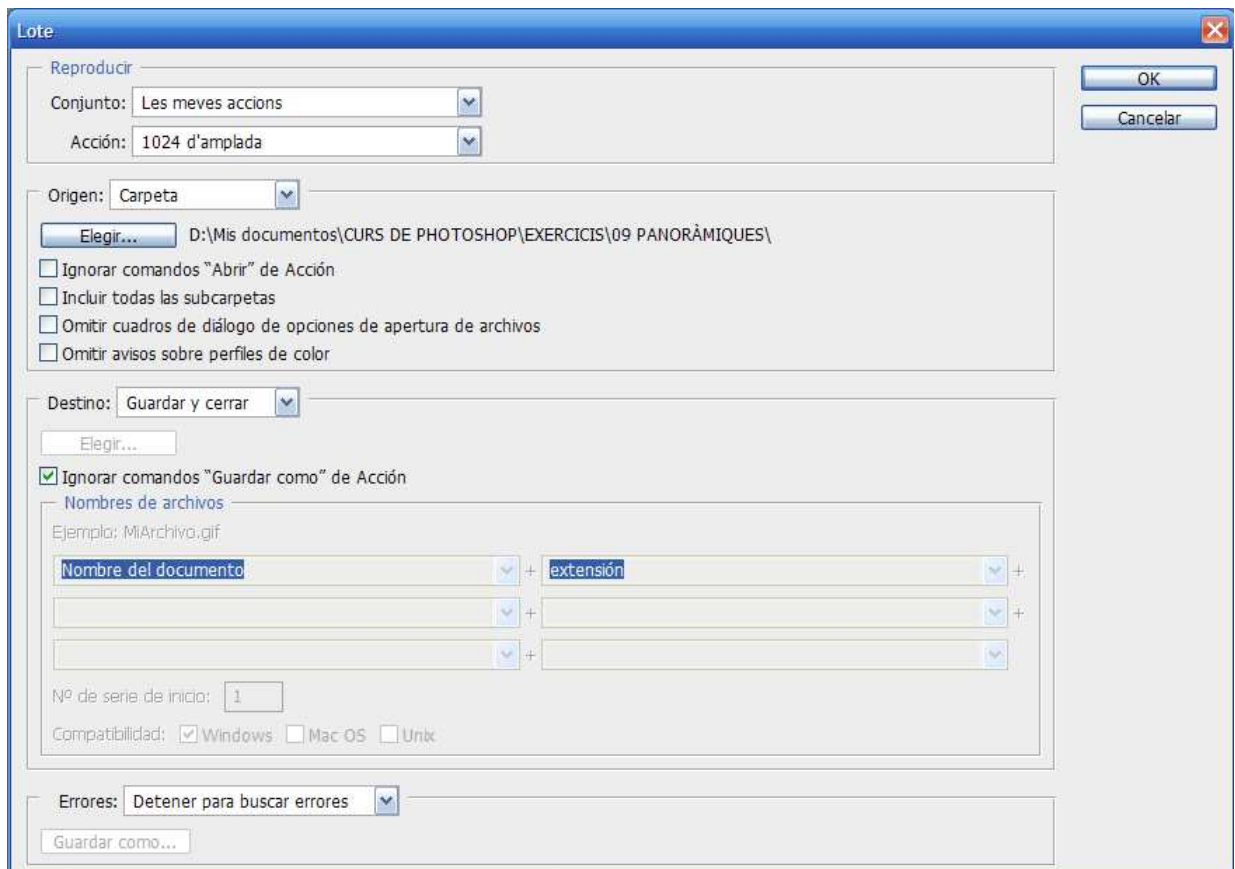 Lote
Reproducir
OK
Conjunto: Les meves accions
Cancelar
Acción: 1024 d'amplada
Origen: Carpeta
Elegir... D:\Mis documentos\CURS DE PHOTOSHOP\EXERCICIS\09 PANORÀMIQUES\
Ignorar comandos "Abrir" de Acción
Incluir todas las subcarpetas
Omitir cuadros de diálogo de opciones de apertura de archivos
Omitir avisos sobre perfiles de color
Destino: Guardar y cerrar
Elegir...
Ignorar comandos "Guardar como" de Acción
Nombres de archivos
Ejemplo: MiArchivo.gif
Nombre del documento + extensión +
+ +
+
Nº de serie de inicio: 1
Compatibilidad: Windows Mac OS Unix
Errores: Detener para buscar errores
Guardar como...